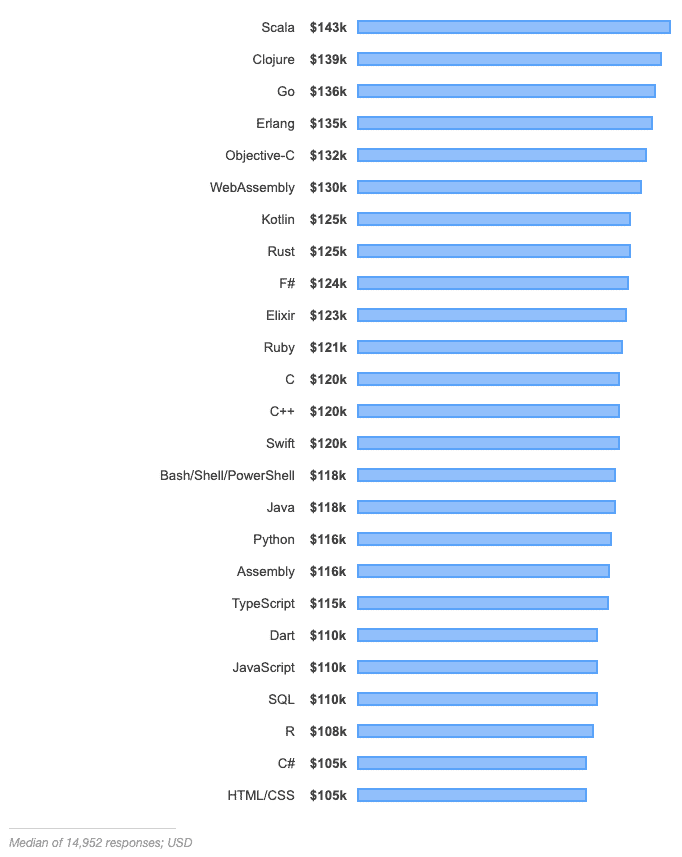 Scala $143k
Clojure $139k
Go $136k
Erlang $135k
Objective-C $132k
WebAssembly $130k
Kotlin $125k
Rust $125k
F# $124k
Elixir $123k
Ruby $121k
C $120k
C++ $120k
Swift $120k
Bash/Shell/PowerShell $118k
Java $118k
Python $116k
Assembly $116k
TypeScript $115k
Dart $110k
JavaScript $110k
SQL $110k
R $108k
C# $105k
HTML/CSS $105k
Median of 14,952 responses; USD